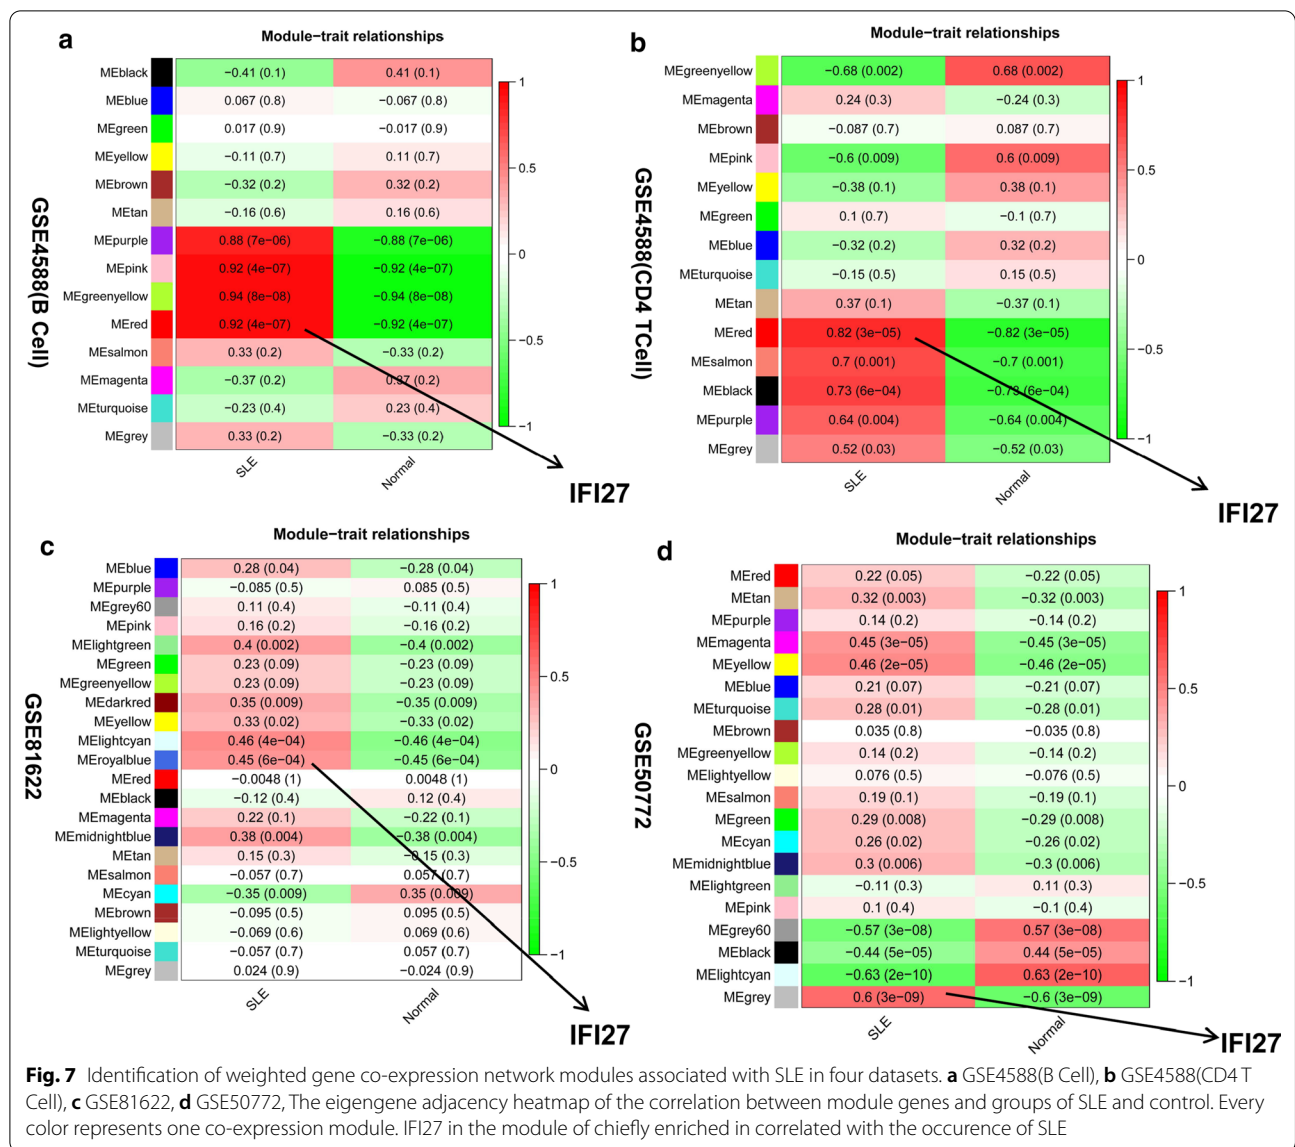 a
Module−trait relationships
GSE4588(B Cell)
MEblack −0.41 (0.1) 0.41 (0.1)
MEblue 0.067 (0.8) −0.067 (0.8)
MEgreen 0.017 (0.9) −0.017 (0.9)
MEyellow −0.11 (0.7) 0.11 (0.7)
MEbrown −0.32 (0.2) 0.32 (0.2)
MEtan −0.16 (0.6) 0.16 (0.6)
MEpurple 0.88 (7e−06) −0.88 (7e−06)
MEpink 0.92 (4e−07) −0.92 (4e−07)
MEgreenyellow 0.94 (8e−08) −0.94 (8e−08)
MEred 0.92 (4e−07) −0.92 (4e−07)
MEsalmon 0.33 (0.2) −0.33 (0.2)
MEmagenta −0.37 (0.2) 0.37 (0.2)
MEturquoise −0.23 (0.4) 0.23 (0.4)
MEgrey 0.33 (0.2) −0.33 (0.2)
SLE Normal
1
0.5
0
−0.5
−1
IFI27
b
Module−trait relationships
GSE4588(CD4 TCell)
MEgreenyellow −0.68 (0.002) 0.68 (0.002)
MEmagenta 0.24 (0.3) −0.24 (0.3)
MEbrown −0.087 (0.7) 0.087 (0.7)
MEpink −0.6 (0.009) 0.6 (0.009)
MEyellow −0.38 (0.1) 0.38 (0.1)
MEgreen 0.1 (0.7) −0.1 (0.7)
MEblue −0.32 (0.2) 0.32 (0.2)
MEturquoise −0.15 (0.5) 0.15 (0.5)
MEtan 0.37 (0.1) −0.37 (0.1)
MEred 0.82 (3e−05) −0.82 (3e−05)
MEsalmon 0.7 (0.001) −0.7 (0.001)
MEblack 0.73 (6e−04) −0.73 (6e−04)
MEpurple 0.64 (0.004) −0.64 (0.004)
MEgrey 0.52 (0.03) −0.52 (0.03)
SLE Normal
1
0.5
0
−0.5
−1
IFI27
c
Module−trait relationships
GSE81622
MEblue 0.28 (0.04) −0.28 (0.04)
MEpurple −0.085 (0.5) 0.085 (0.5)
MEgrey60 0.11 (0.4) −0.11 (0.4)
MEpink 0.16 (0.2) −0.16 (0.2)
MElightgreen 0.4 (0.002) −0.4 (0.002)
MEgreen 0.23 (0.09) −0.23 (0.09)
MEgreenyellow 0.23 (0.09) −0.23 (0.09)
MEdarkred 0.35 (0.009) −0.35 (0.009)
MEyellow 0.33 (0.02) −0.33 (0.02)
MElightcyan 0.46 (4e−04) −0.46 (4e−04)
MEroyalblue 0.45 (6e−04) −0.45 (6e−04)
MEred −0.0048 (1) 0.0048 (1)
MEblack −0.12 (0.4) 0.12 (0.4)
MEmagenta 0.22 (0.1) −0.22 (0.1)
MEmidnightblue 0.38 (0.004) −0.38 (0.004)
MEtan 0.15 (0.3) −0.15 (0.3)
MEsalmon −0.057 (0.7) 0.057 (0.7)
MEcyan −0.35 (0.009) 0.35 (0.009)
MEbrown −0.095 (0.5) 0.095 (0.5)
MElightyellow −0.069 (0.6) 0.069 (0.6)
MEturquoise −0.057 (0.7) 0.057 (0.7)
MEgrey 0.024 (0.9) −0.024 (0.9)
SLE Normal
1
0.5
0
−0.5
−1
IFI27
d
Module−trait relationships
GSE50772
MEred 0.22 (0.05) −0.22 (0.05)
MEtan 0.32 (0.003) −0.32 (0.003)
MEpurple 0.14 (0.2) −0.14 (0.2)
MEmagenta 0.45 (3e−05) −0.45 (3e−05)
MEyellow 0.46 (2e−05) −0.46 (2e−05)
MEblue 0.21 (0.07) −0.21 (0.07)
MEturquoise 0.28 (0.01) −0.28 (0.01)
MEbrown 0.035 (0.8) −0.035 (0.8)
MEgreenyellow 0.14 (0.2) −0.14 (0.2)
MElightyellow 0.076 (0.5) −0.076 (0.5)
MEsalmon 0.19 (0.1) −0.19 (0.1)
MEgreen 0.29 (0.008) −0.29 (0.008)
MEcyan 0.26 (0.02) −0.26 (0.02)
MEmidnightblue 0.3 (0.006) −0.3 (0.006)
MElightgreen −0.11 (0.3) 0.11 (0.3)
MEpink 0.1 (0.4) −0.1 (0.4)
MEgrey60 −0.57 (3e−08) 0.57 (3e−08)
MEblack −0.44 (5e−05) 0.44 (5e−05)
MElightcyan −0.63 (2e−10) 0.63 (2e−10)
MEgrey 0.6 (3e−09) −0.6 (3e−09)
SLE Normal
1
0.5
0
−0.5
−1
IFI27
Fig. 7 Identification of weighted gene co-expression network modules associated with SLE in four datasets. a GSE4588(B Cell), b GSE4588(CD4 T
Cell), c GSE81622, d GSE50772, The eigengene adjacency heatmap of the correlation between module genes and groups of SLE and control. Every
color represents one co-expression module. IFI27 in the module of chiefly enriched in correlated with the occurence of SLE